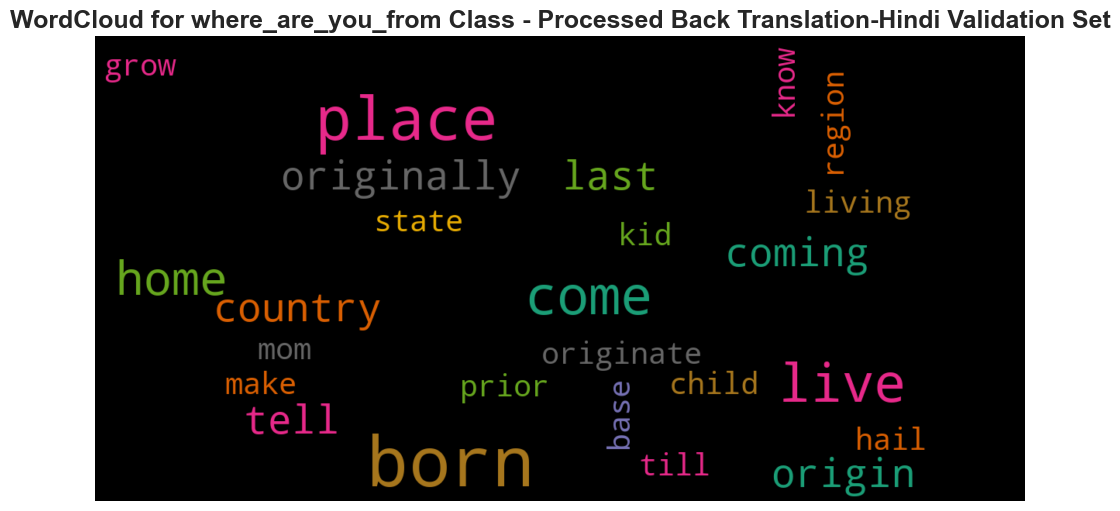 WordCloud for where_are_you_from Class - Processed Back Translation-Hindi Validation Set
grow
know
region
place
originally
last
living
state
kid
coming
home
country
come
mom
originate
make
prior
base
child
live
tell
born
till
hail
origin